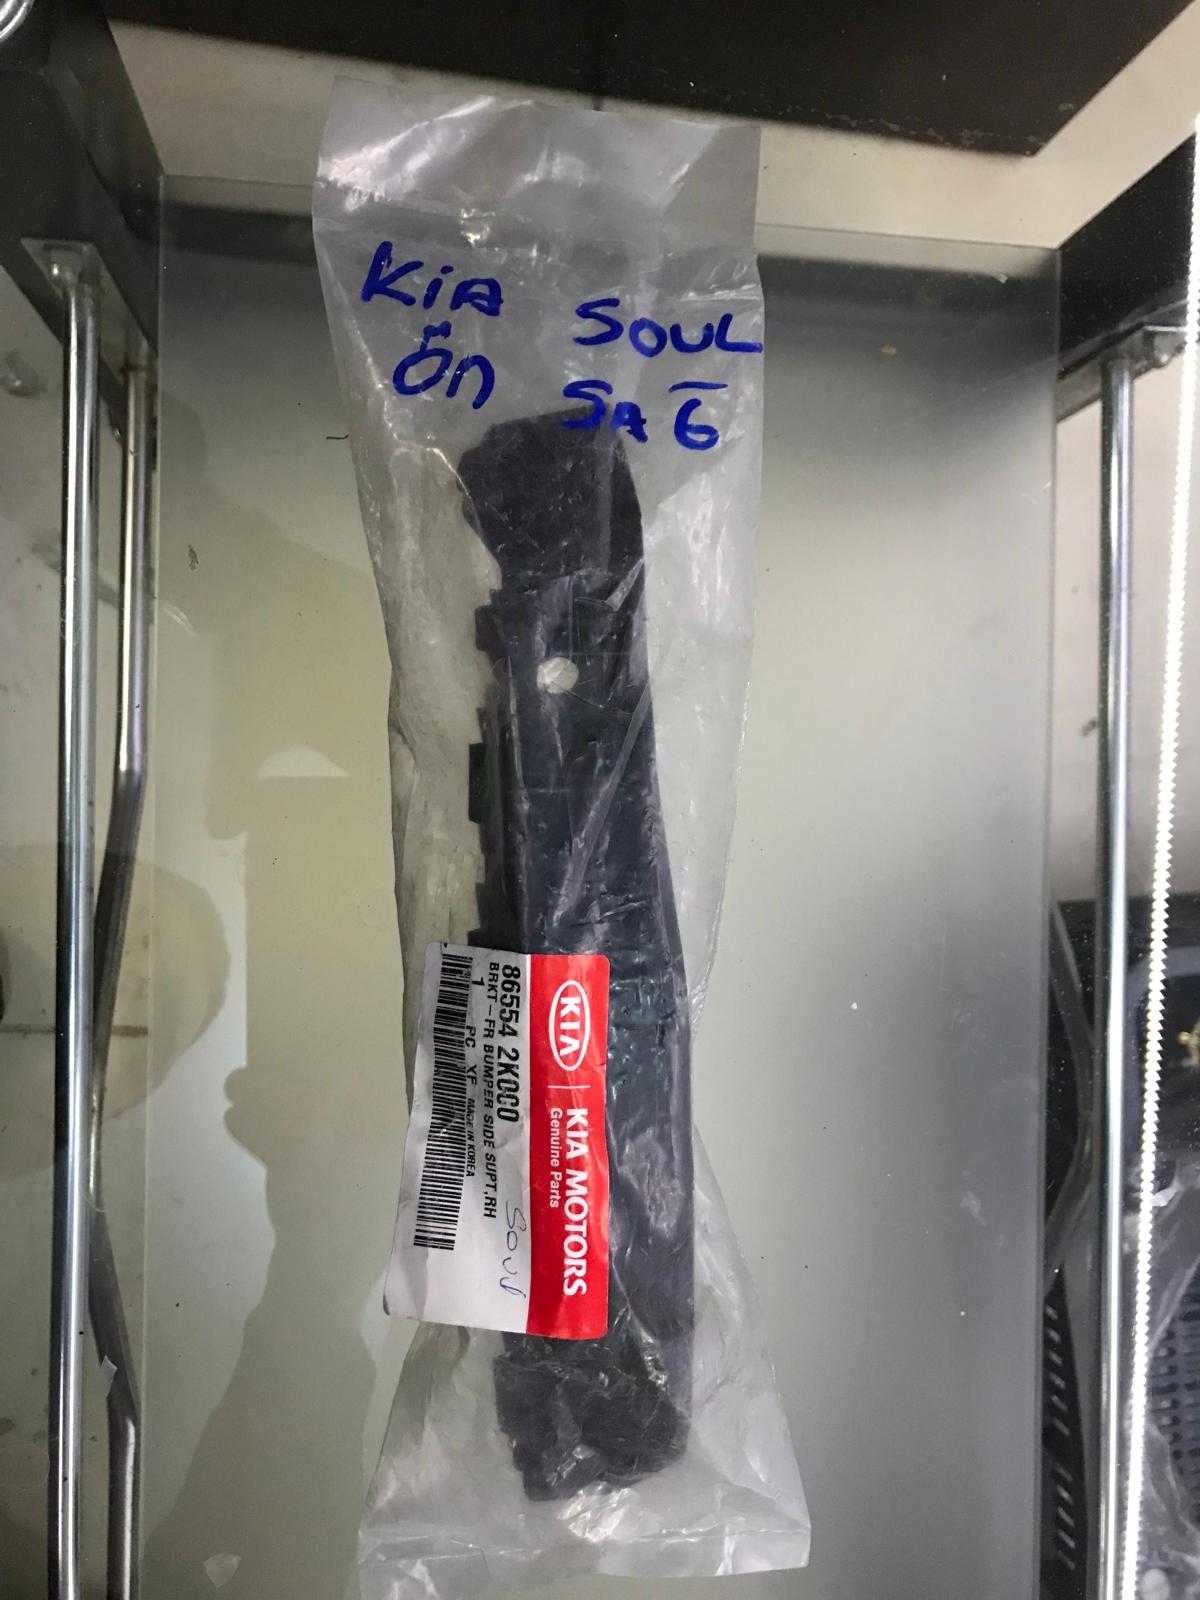 KiA SOUL
ÖN SAĞ
KIA KIA MOTORS
Genuine Parts
86554 2K000
BRKT-FR BUMPER SIDE SUPT,RH
1 PC XF MADE IN KOREA
Soul